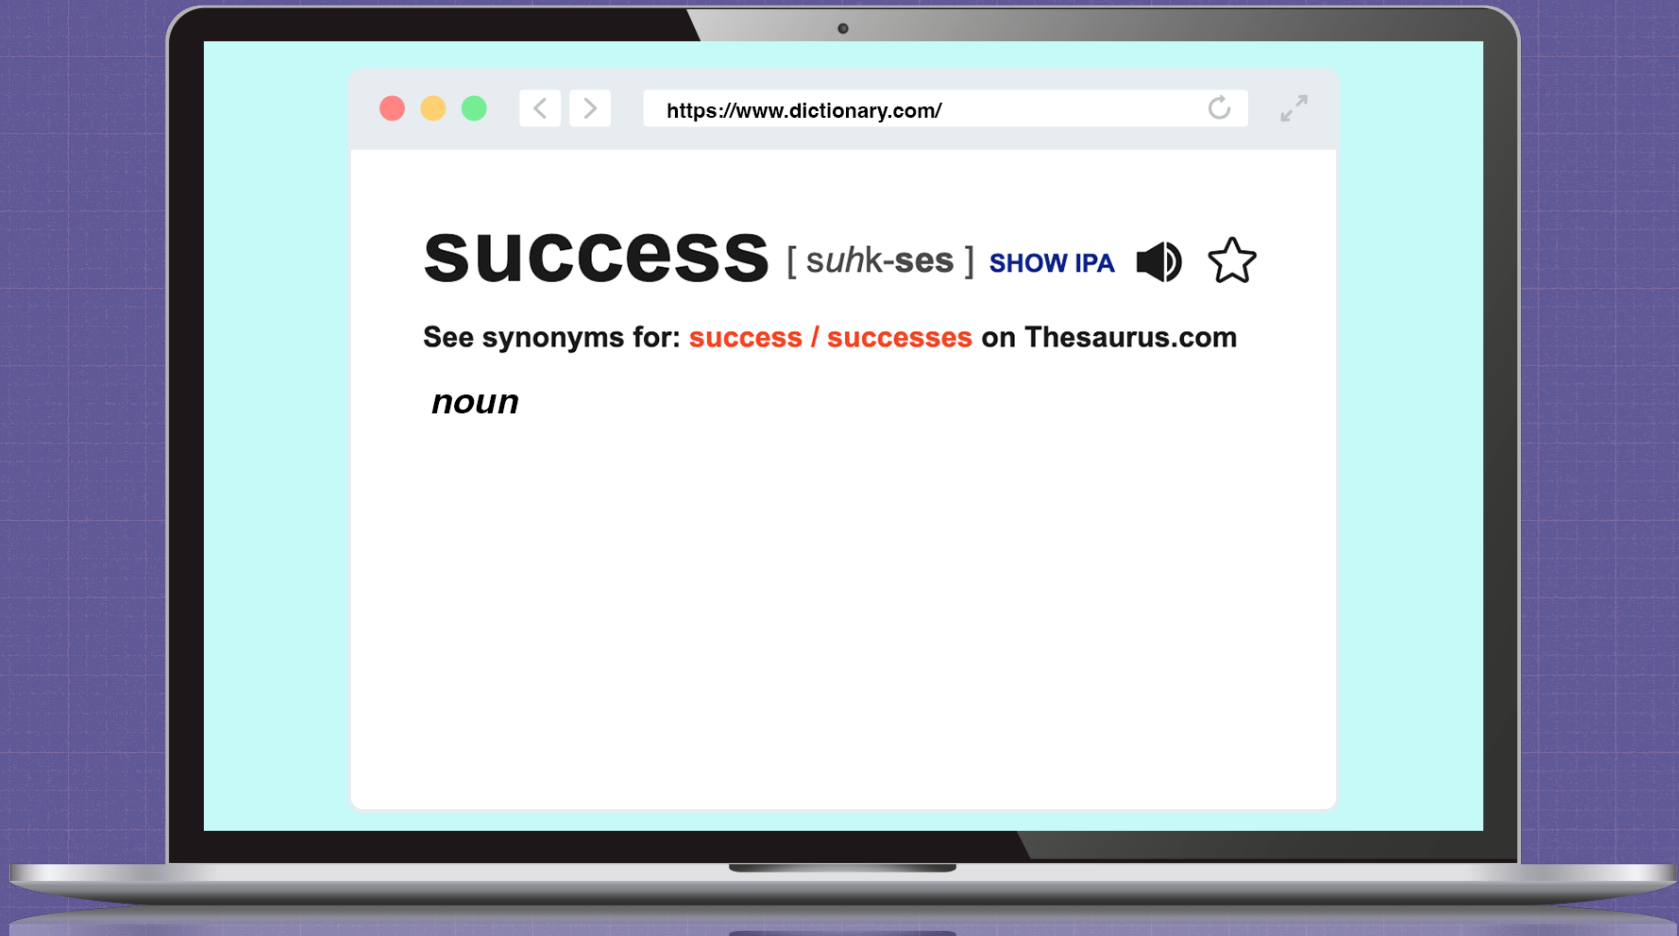 https://www.dictionary.com/
success [ suhk-ses ] SHOW IPA
See synonyms for: success / successes on Thesaurus.com
noun